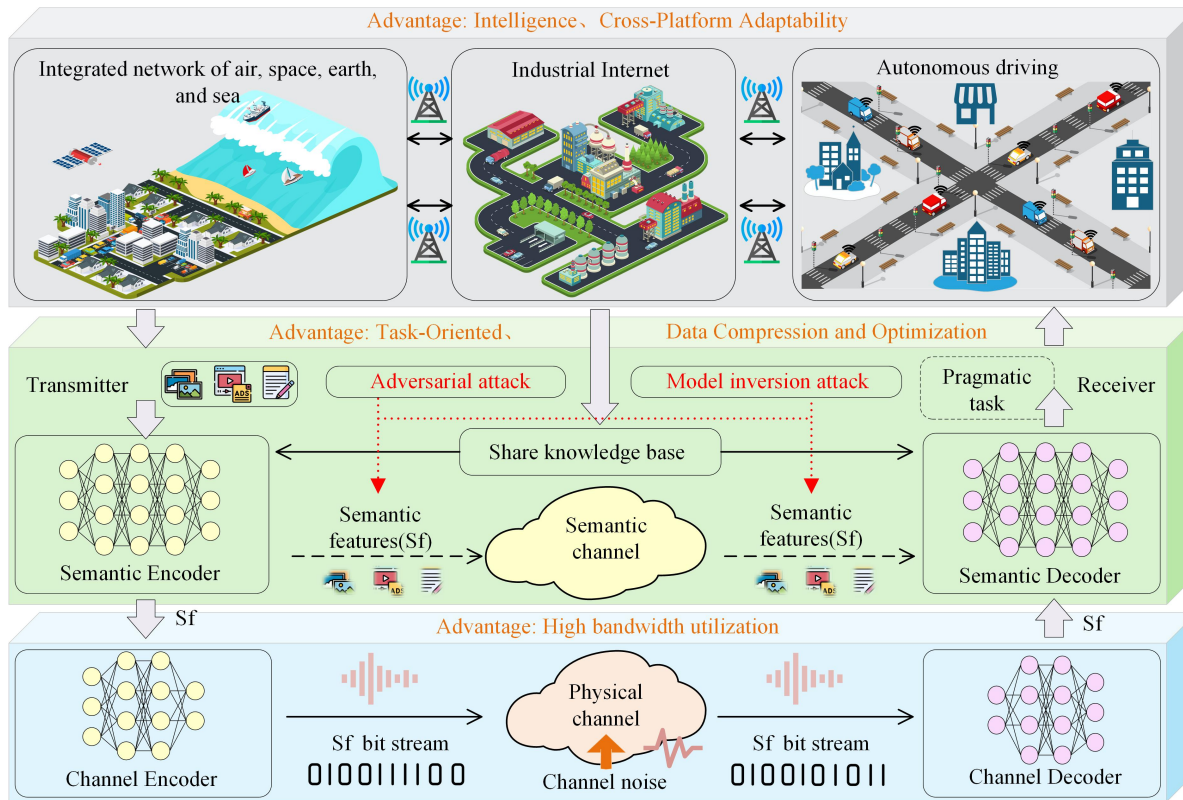 Advantage: Intelligence、Cross-Platform Adaptability
Integrated network of air, space, earth,
and sea
Industrial Internet
Autonomous driving
Advantage: Task-Oriented、
Data Compression and Optimization
Transmitter
ADS
Adversarial attack
Model inversion attack
Pragmatic
task
Receiver
Share knowledge base
Semantic
features(Sf)
Semantic
channel
Semantic
features(Sf)
ADS
ADS
Semantic Encoder
Semantic Decoder
Sf
Sf
Advantage: High bandwidth utilization
Physical
channel
Sf bit stream
0100111100
Channel noise
Sf bit stream
0100101011
Channel Encoder
Channel Decoder